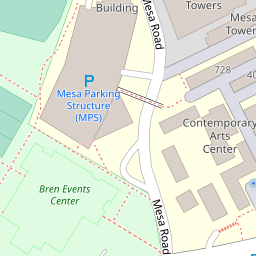 Building
Mesa Road
Towers
Mesa
Tower
728
40
P
Mesa Parking
Structure
(MPS)
Contemporary
Arts
Center
Bren Events
Center
Mesa Road